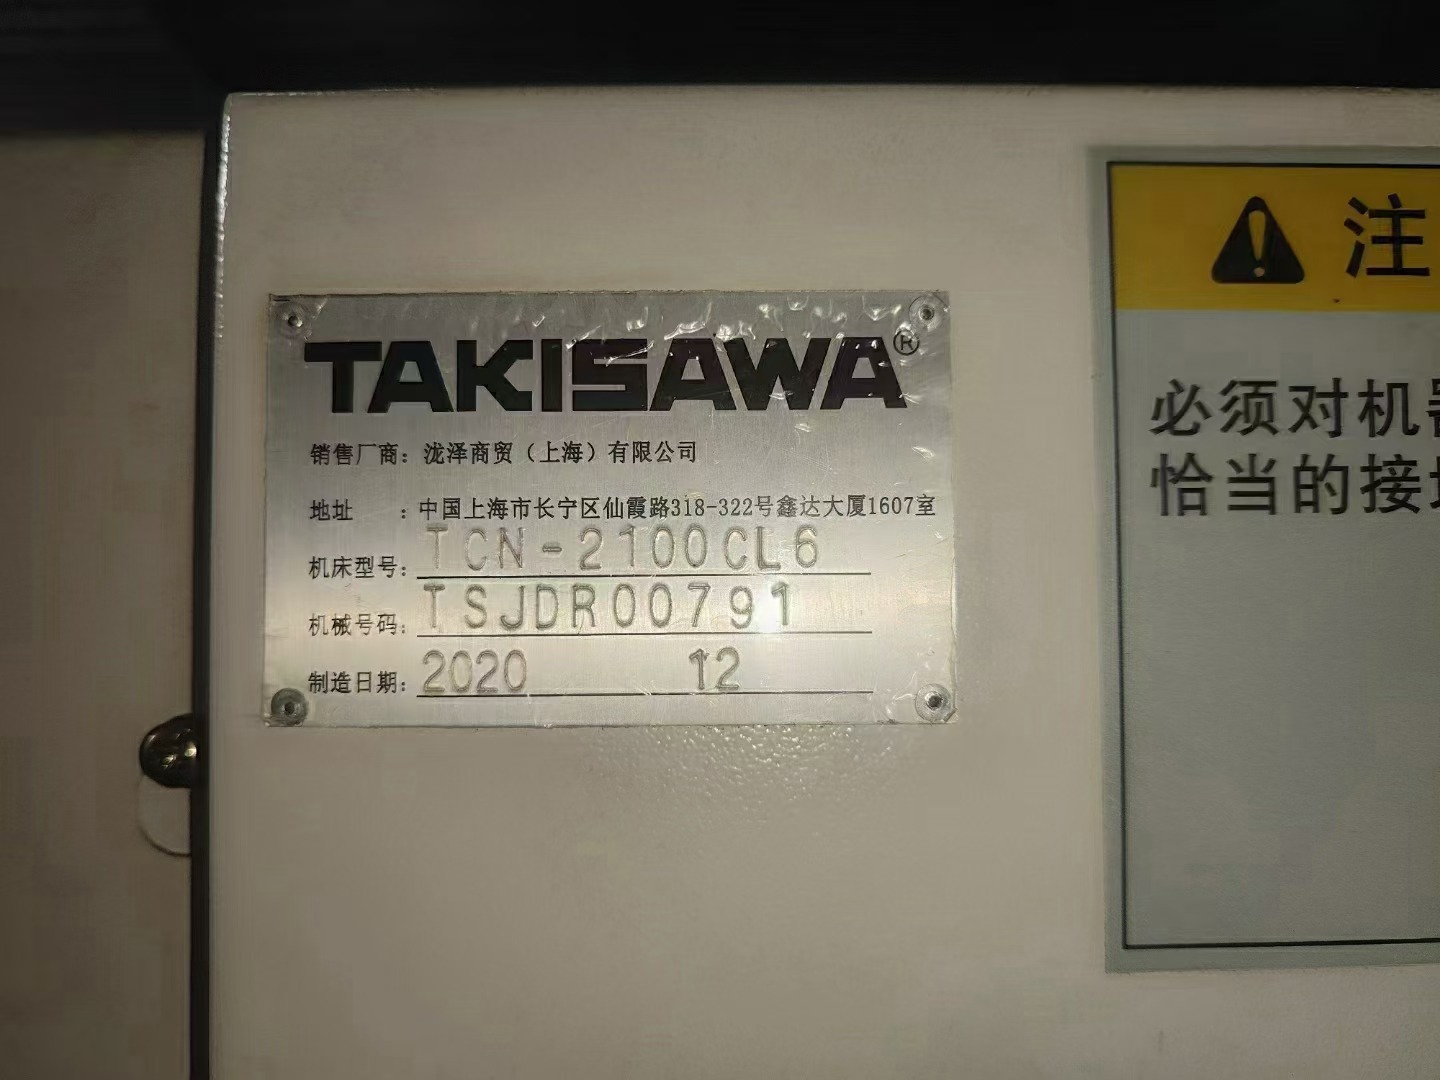 TAKISAWA®
销售厂商：泷泽商贸（上海）有限公司
地址 ：中国上海市长宁区仙霞路318-322号鑫达大厦1607室
机床型号：TCN-2100CL6
机械号码：TSJDR00791
制造日期：2020 12
注
必须对机器
恰当的接地